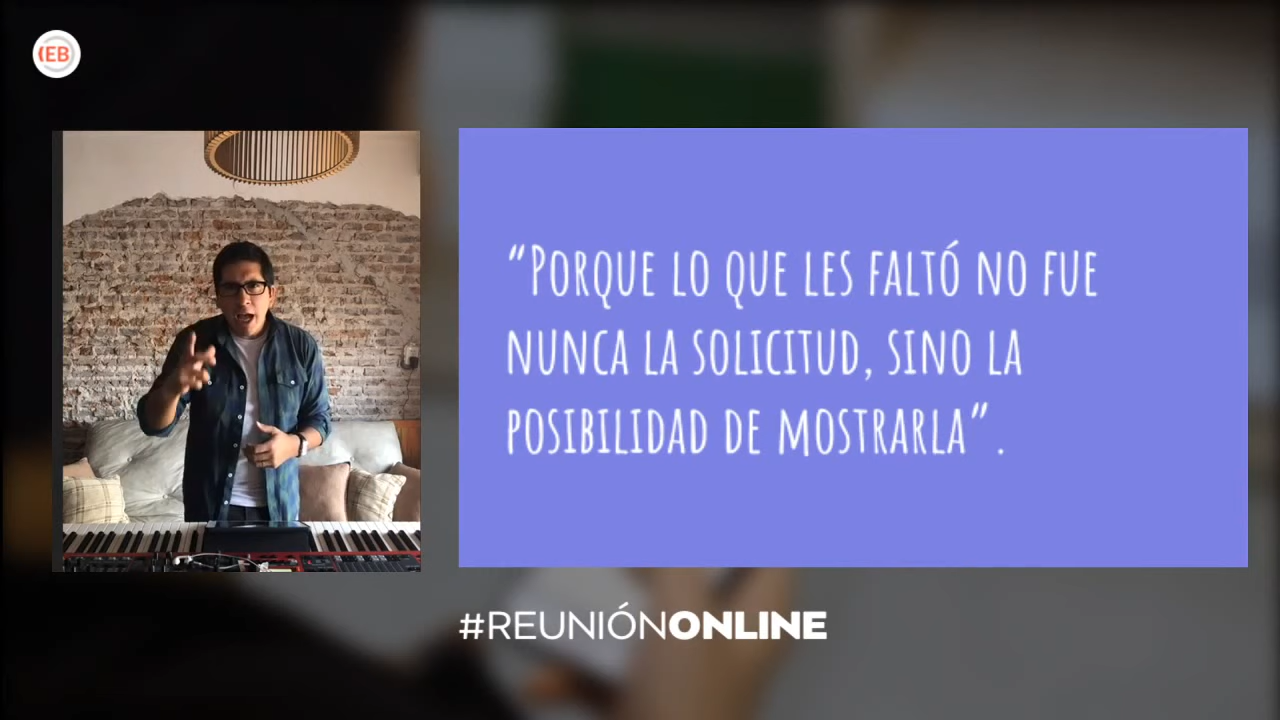 (EB
“Porque lo que les faltó no fue
nunca la solicitud, sino la
posibilidad de mostrarla” .
#REUNIÓNONLINE